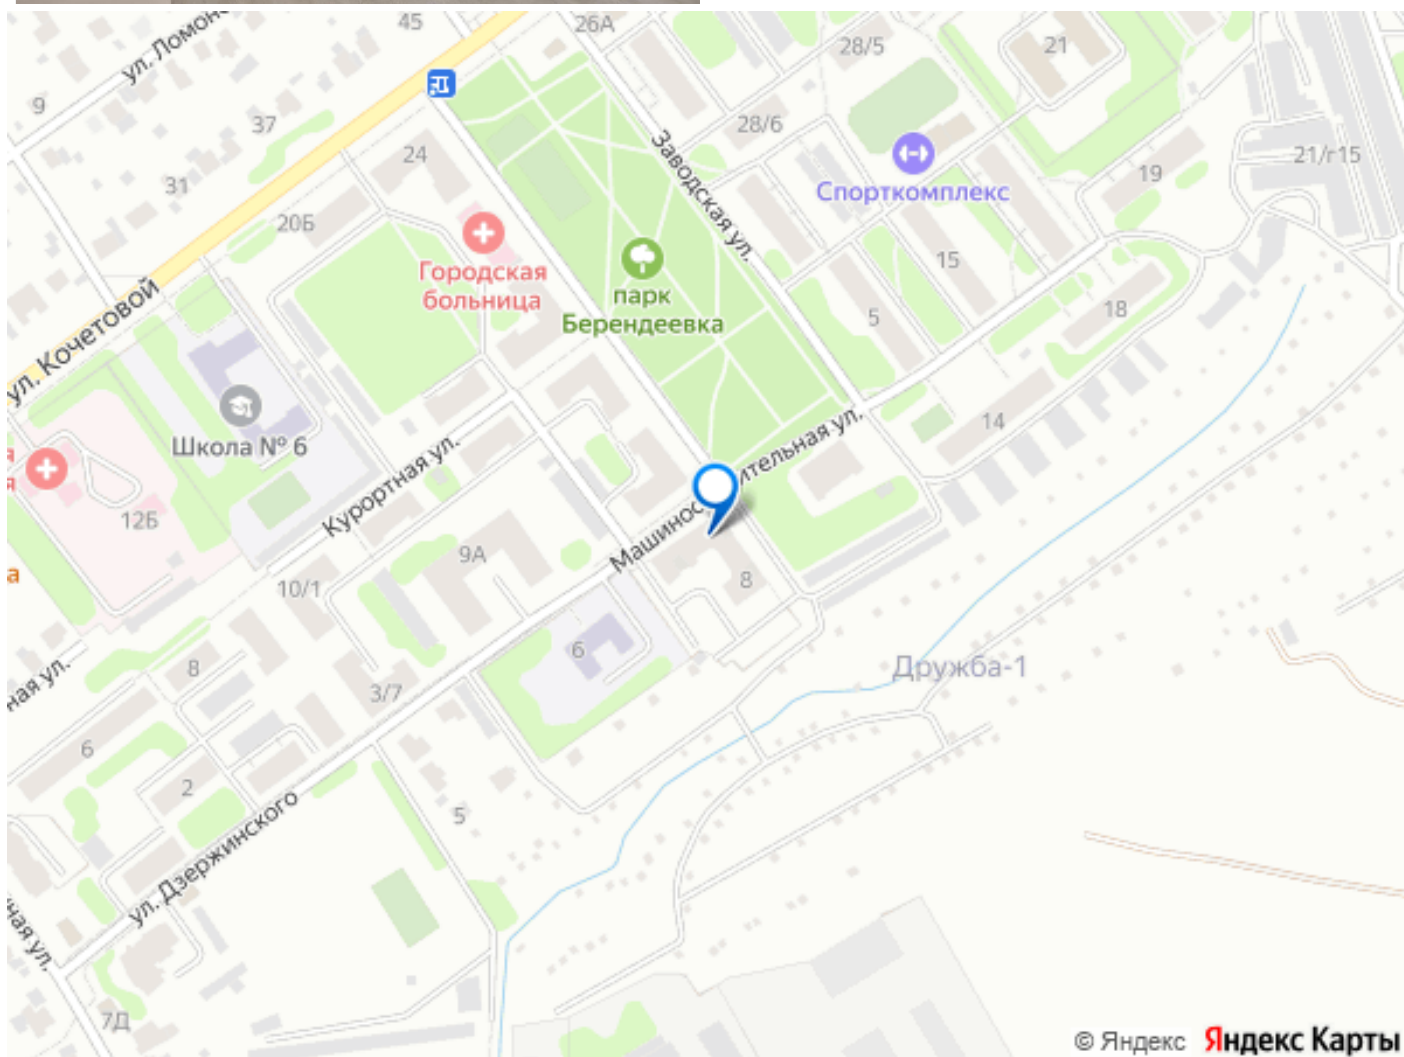 ул. Ломоно
45
26А
28/5
21
9
37
28/6
24
Заводская ул.
21/г15
19
31
Спорткомплекс
20Б
Городская
больница
15
парк
Берендеевка
18
5
ул. Кочетовой
Школа № 6
14
Машиностроительная ул.
Курортная ул.
12Б
9А
10/1
8
6
Дружба-1
8
ная ул.
3/7
6
2
5
ул. Дзержинского
ная ул.
7Д
© Яндекс Яндекс Карты